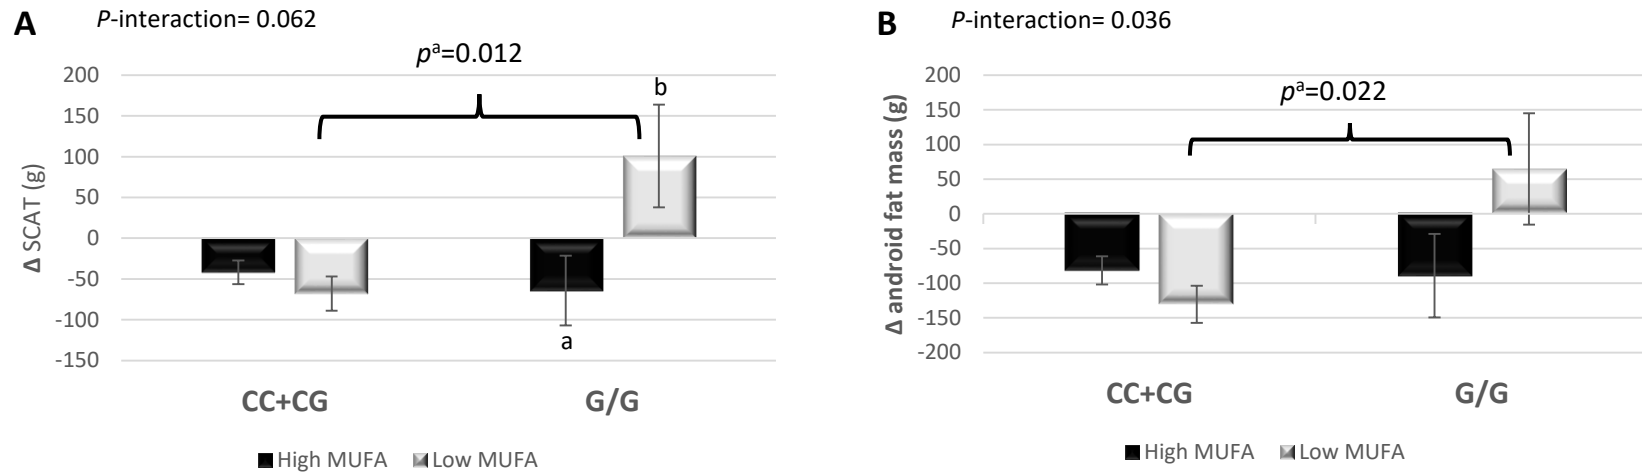 A
P-interaction= 0.062
pᵃ=0.012
200
150
100
50
0
-50
-100
-150
Δ SCAT (g)
b
a
CC+CG
G/G
High MUFA
Low MUFA
B
P-interaction= 0.036
pᵃ=0.022
200
150
100
50
0
-50
-100
-150
-200
Δ android fat mass (g)
CC+CG
G/G
High MUFA
Low MUFA